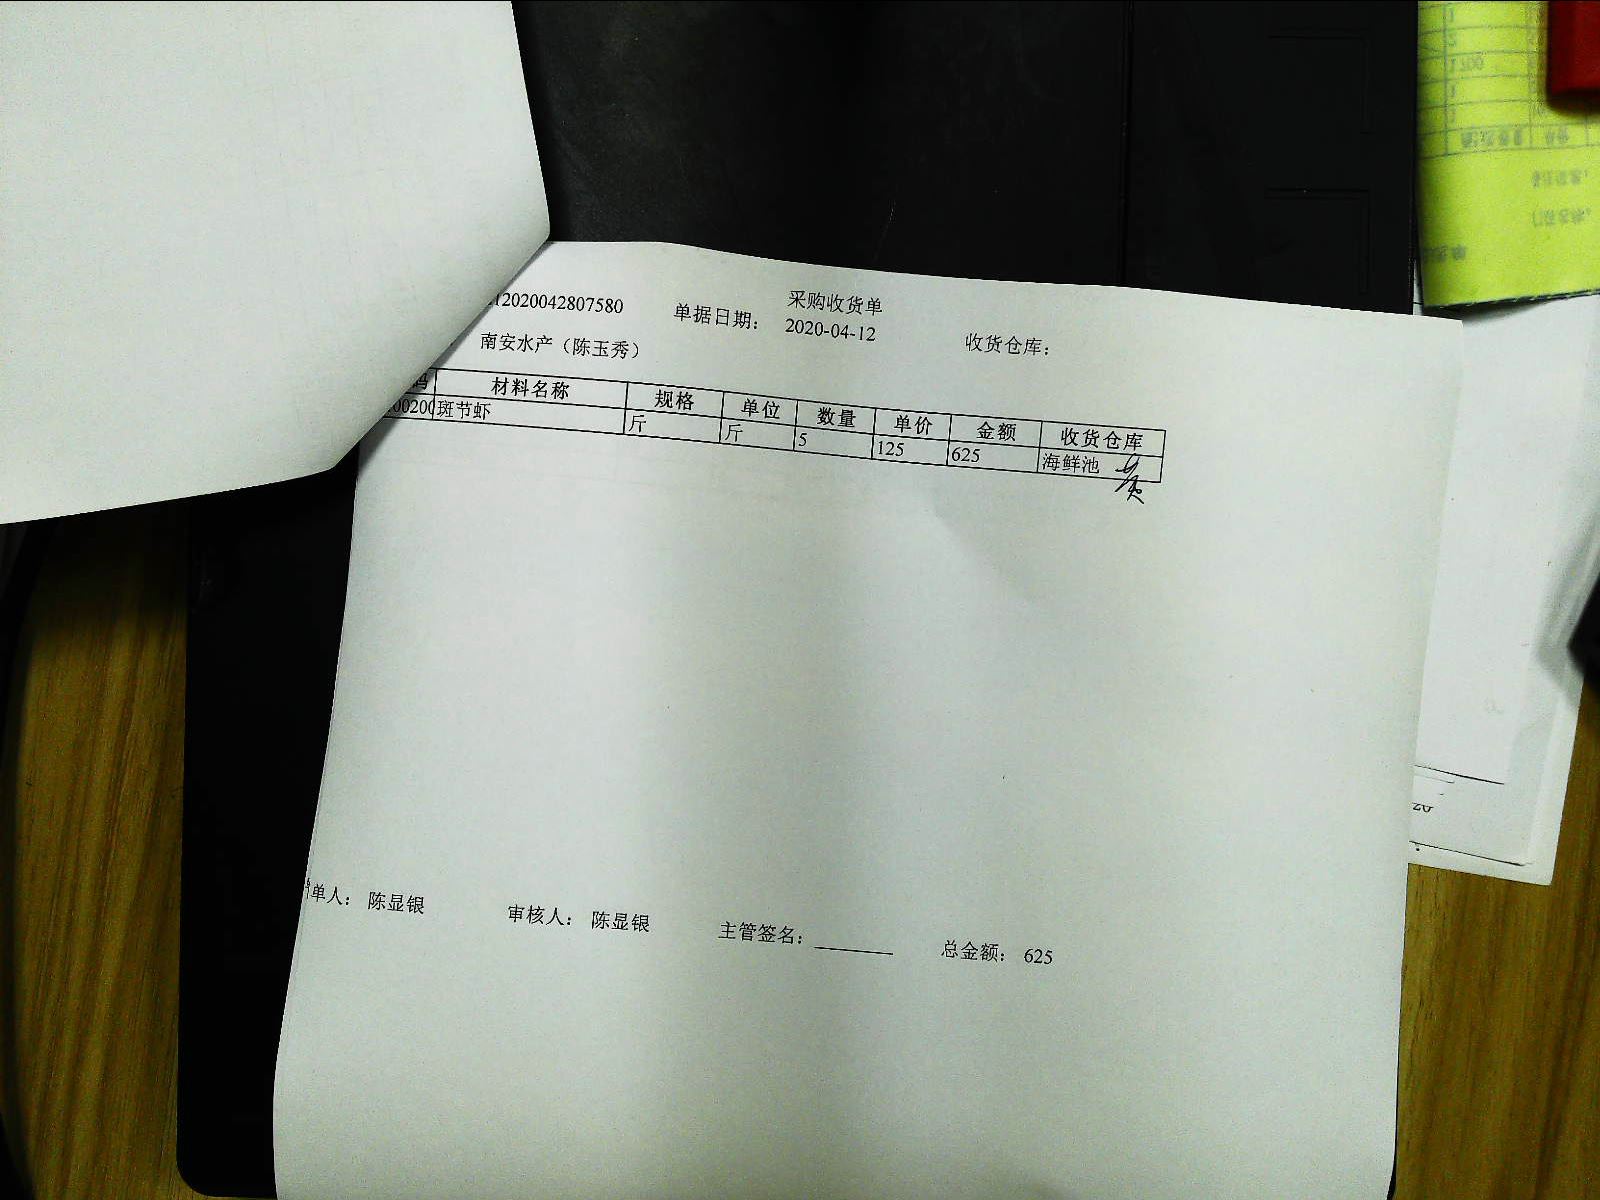 采购收货单
12020042807580 单据日期： 2020-04-12 收货仓库：
南安水产（陈玉秀）
码 材料名称 规格 单位 数量 单价 金额 收货仓库
00200 斑节虾 斤 斤 5 125 625 海鲜池
单人： 陈显银 审核人： 陈显银 主管签名： 总金额： 625